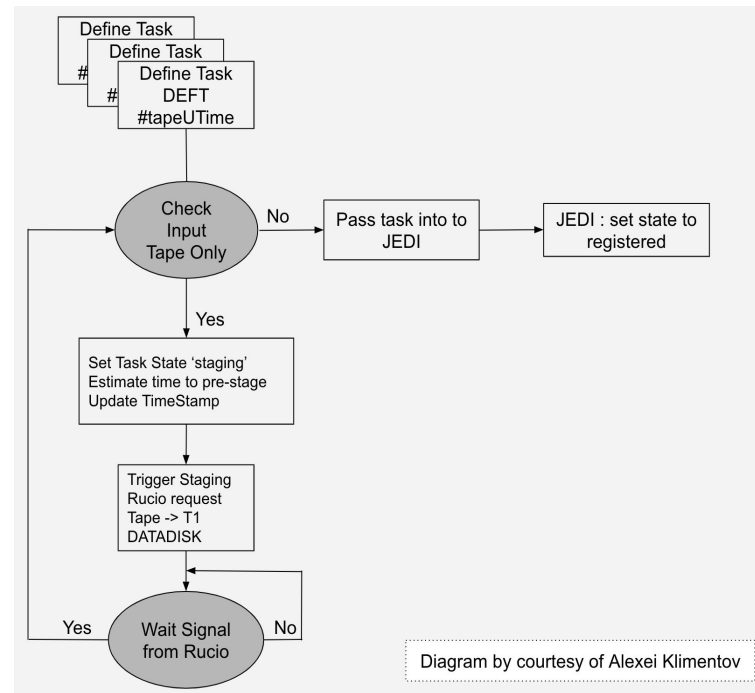 Define Task
#
Define Task
#
Define Task
DEFT
#tapeUTime
Check
Input
Tape Only
No
Pass task into to
JEDI
JEDI : set state to
registered
Yes
Set Task State ‘staging’
Estimate time to pre-stage
Update TimeStamp
Trigger Staging
Rucio request
Tape -> T1
DATADISK
Wait Signal
from Rucio
Yes
No
Diagram by courtesy of Alexei Klimentov